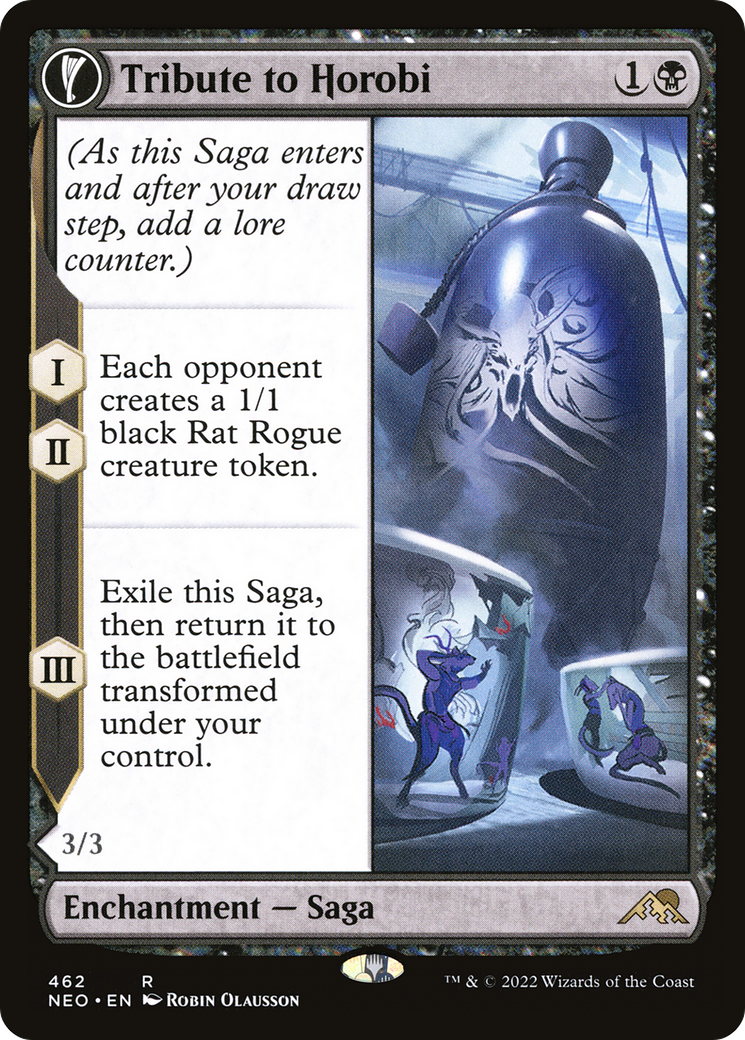 Tribute to Horobi 1
(As this Saga enters
and after your draw
step, add a lore
counter.)
I
II
Each opponent
creates a 1/1
black Rat Rogue
creature token.
III
Exile this Saga,
then return it to
the battlefield
transformed
under your
control.
3/3
Enchantment — Saga
462 R
NEO • EN Robin Olausson
™ & © 2022 Wizards of the Coast